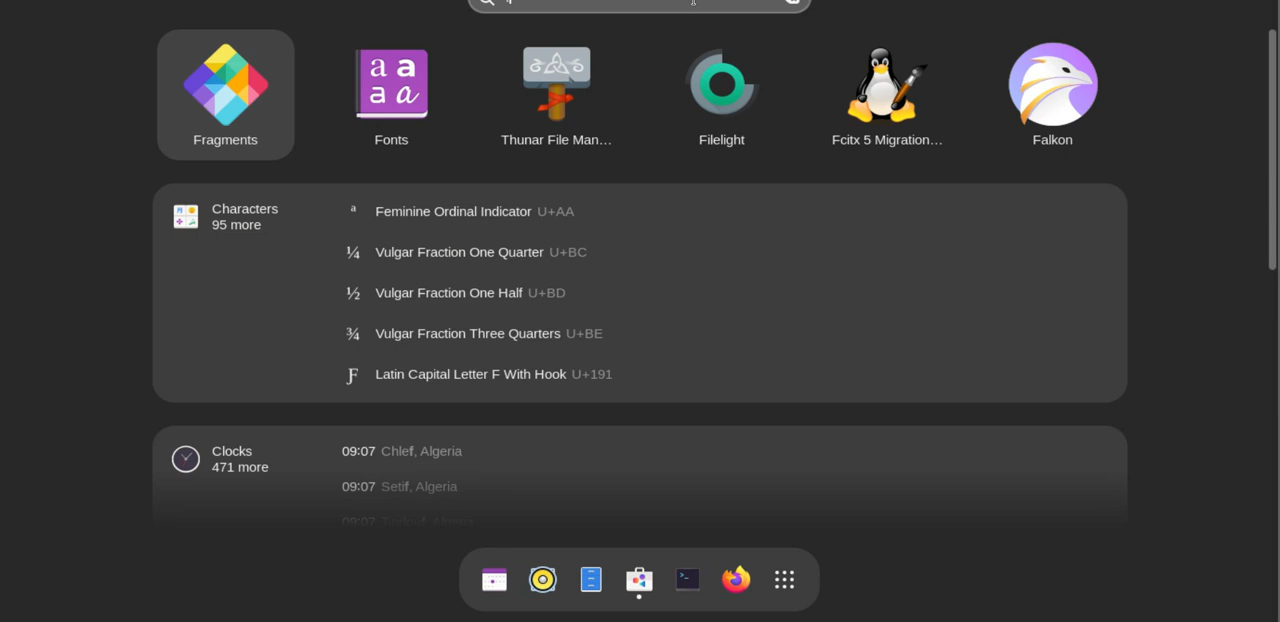 Fragments
Fonts
Thunar File Man...
Filelight
Fcitx 5 Migration...
Falkon
Characters
95 more
ª Feminine Ordinal Indicator U+AA
¼ Vulgar Fraction One Quarter U+BC
½ Vulgar Fraction One Half U+BD
¾ Vulgar Fraction Three Quarters U+BE
Ƒ Latin Capital Letter F With Hook U+191
Clocks
471 more
09:07 Chlef, Algeria
09:07 Setif, Algeria
09:07